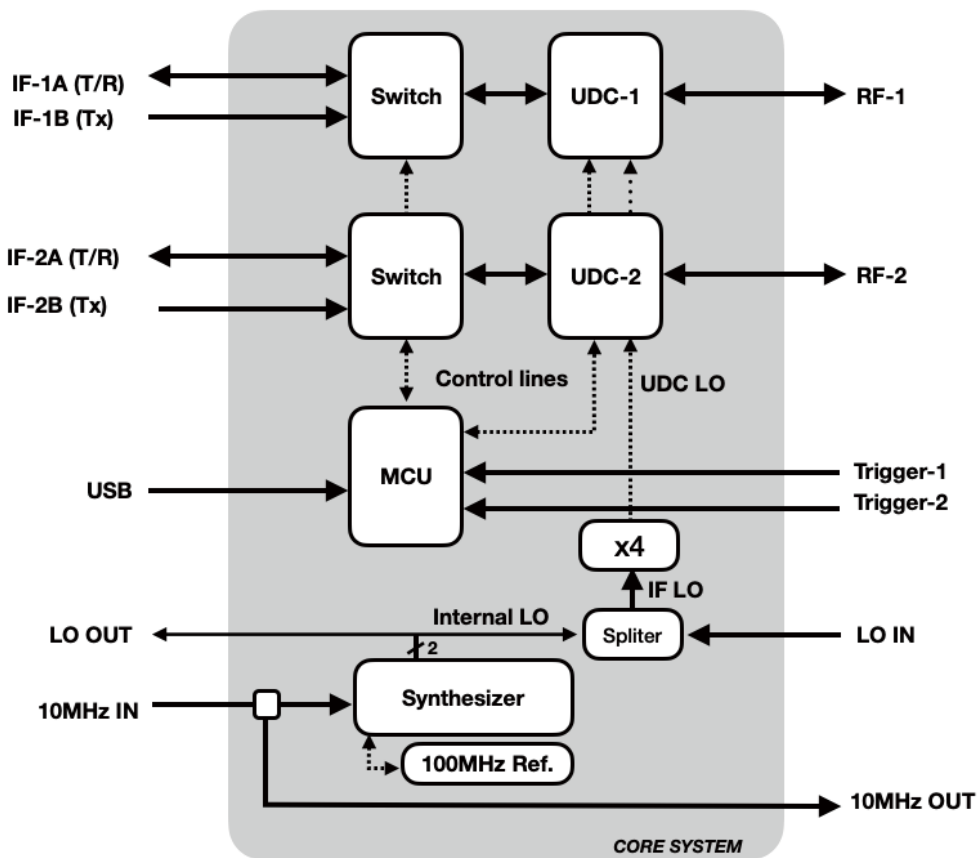 IF-1A (T/R)
IF-1B (Tx)
Switch
UDC-1
RF-1
IF-2A (T/R)
IF-2B (Tx)
Switch
UDC-2
RF-2
Control lines
UDC LO
USB
MCU
Trigger-1
Trigger-2
x4
IF LO
LO OUT
Internal LO
2
Spliter
LO IN
10MHz IN
Synthesizer
100MHz Ref.
10MHz OUT
CORE SYSTEM